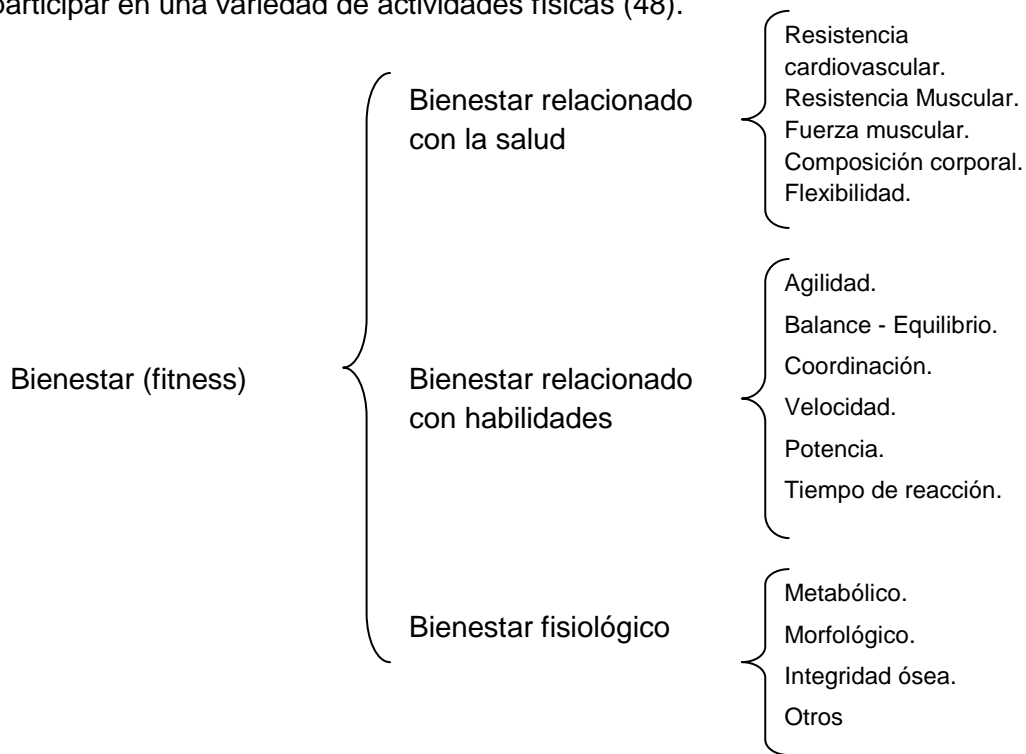 participar en una variedad de actividades físicas (48).
Bienestar (fitness)
Bienestar relacionado
con la salud
Resistencia
cardiovascular.
Resistencia Muscular.
Fuerza muscular.
Composición corporal.
Flexibilidad.
Bienestar relacionado
con habilidades
Agilidad.
Balance - Equilibrio.
Coordinación.
Velocidad.
Potencia.
Tiempo de reacción.
Bienestar fisiológico
Metabólico.
Morfológico.
Integridad ósea.
Otros